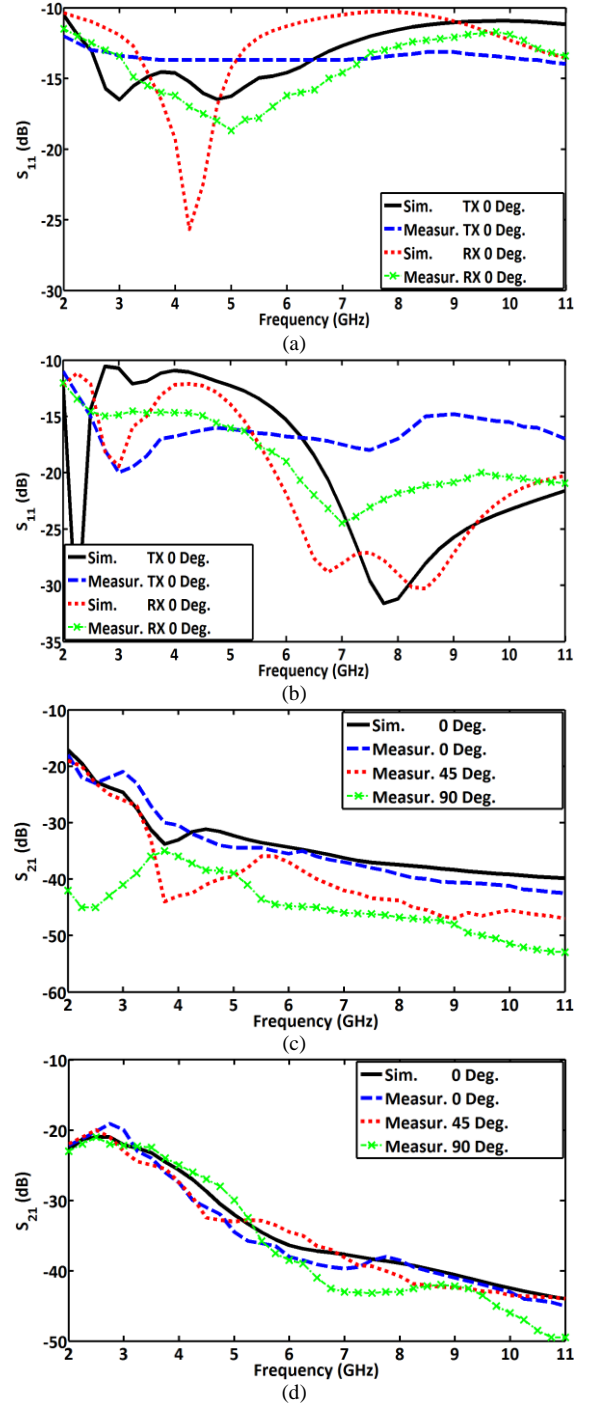 -10
-15
-20
-25
-30
S11 (dB)
Sim. TX 0 Deg.
Measur. TX 0 Deg.
Sim. RX 0 Deg.
Measur. RX 0 Deg.
2 3 4 5 6 7 8 9 10 11
Frequency (GHz)
(a)
-10
-15
-20
-25
-30
-35
S11 (dB)
Sim. TX 0 Deg.
Measur. TX 0 Deg.
Sim. RX 0 Deg.
Measur. RX 0 Deg.
2 3 4 5 6 7 8 9 10 11
Frequency (GHz)
(b)
-10
-20
-30
-40
-50
-60
S21 (dB)
Sim. 0 Deg.
Measur. 0 Deg.
Measur. 45 Deg.
Measur. 90 Deg.
2 3 4 5 6 7 8 9 10 11
Frequency (GHz)
(c)
-10
-20
-30
-40
-50
S21 (dB)
Sim. 0 Deg.
Measur. 0 Deg.
Measur. 45 Deg.
Measur. 90 Deg.
2 3 4 5 6 7 8 9 10 11
Frequency (GHz)
(d)